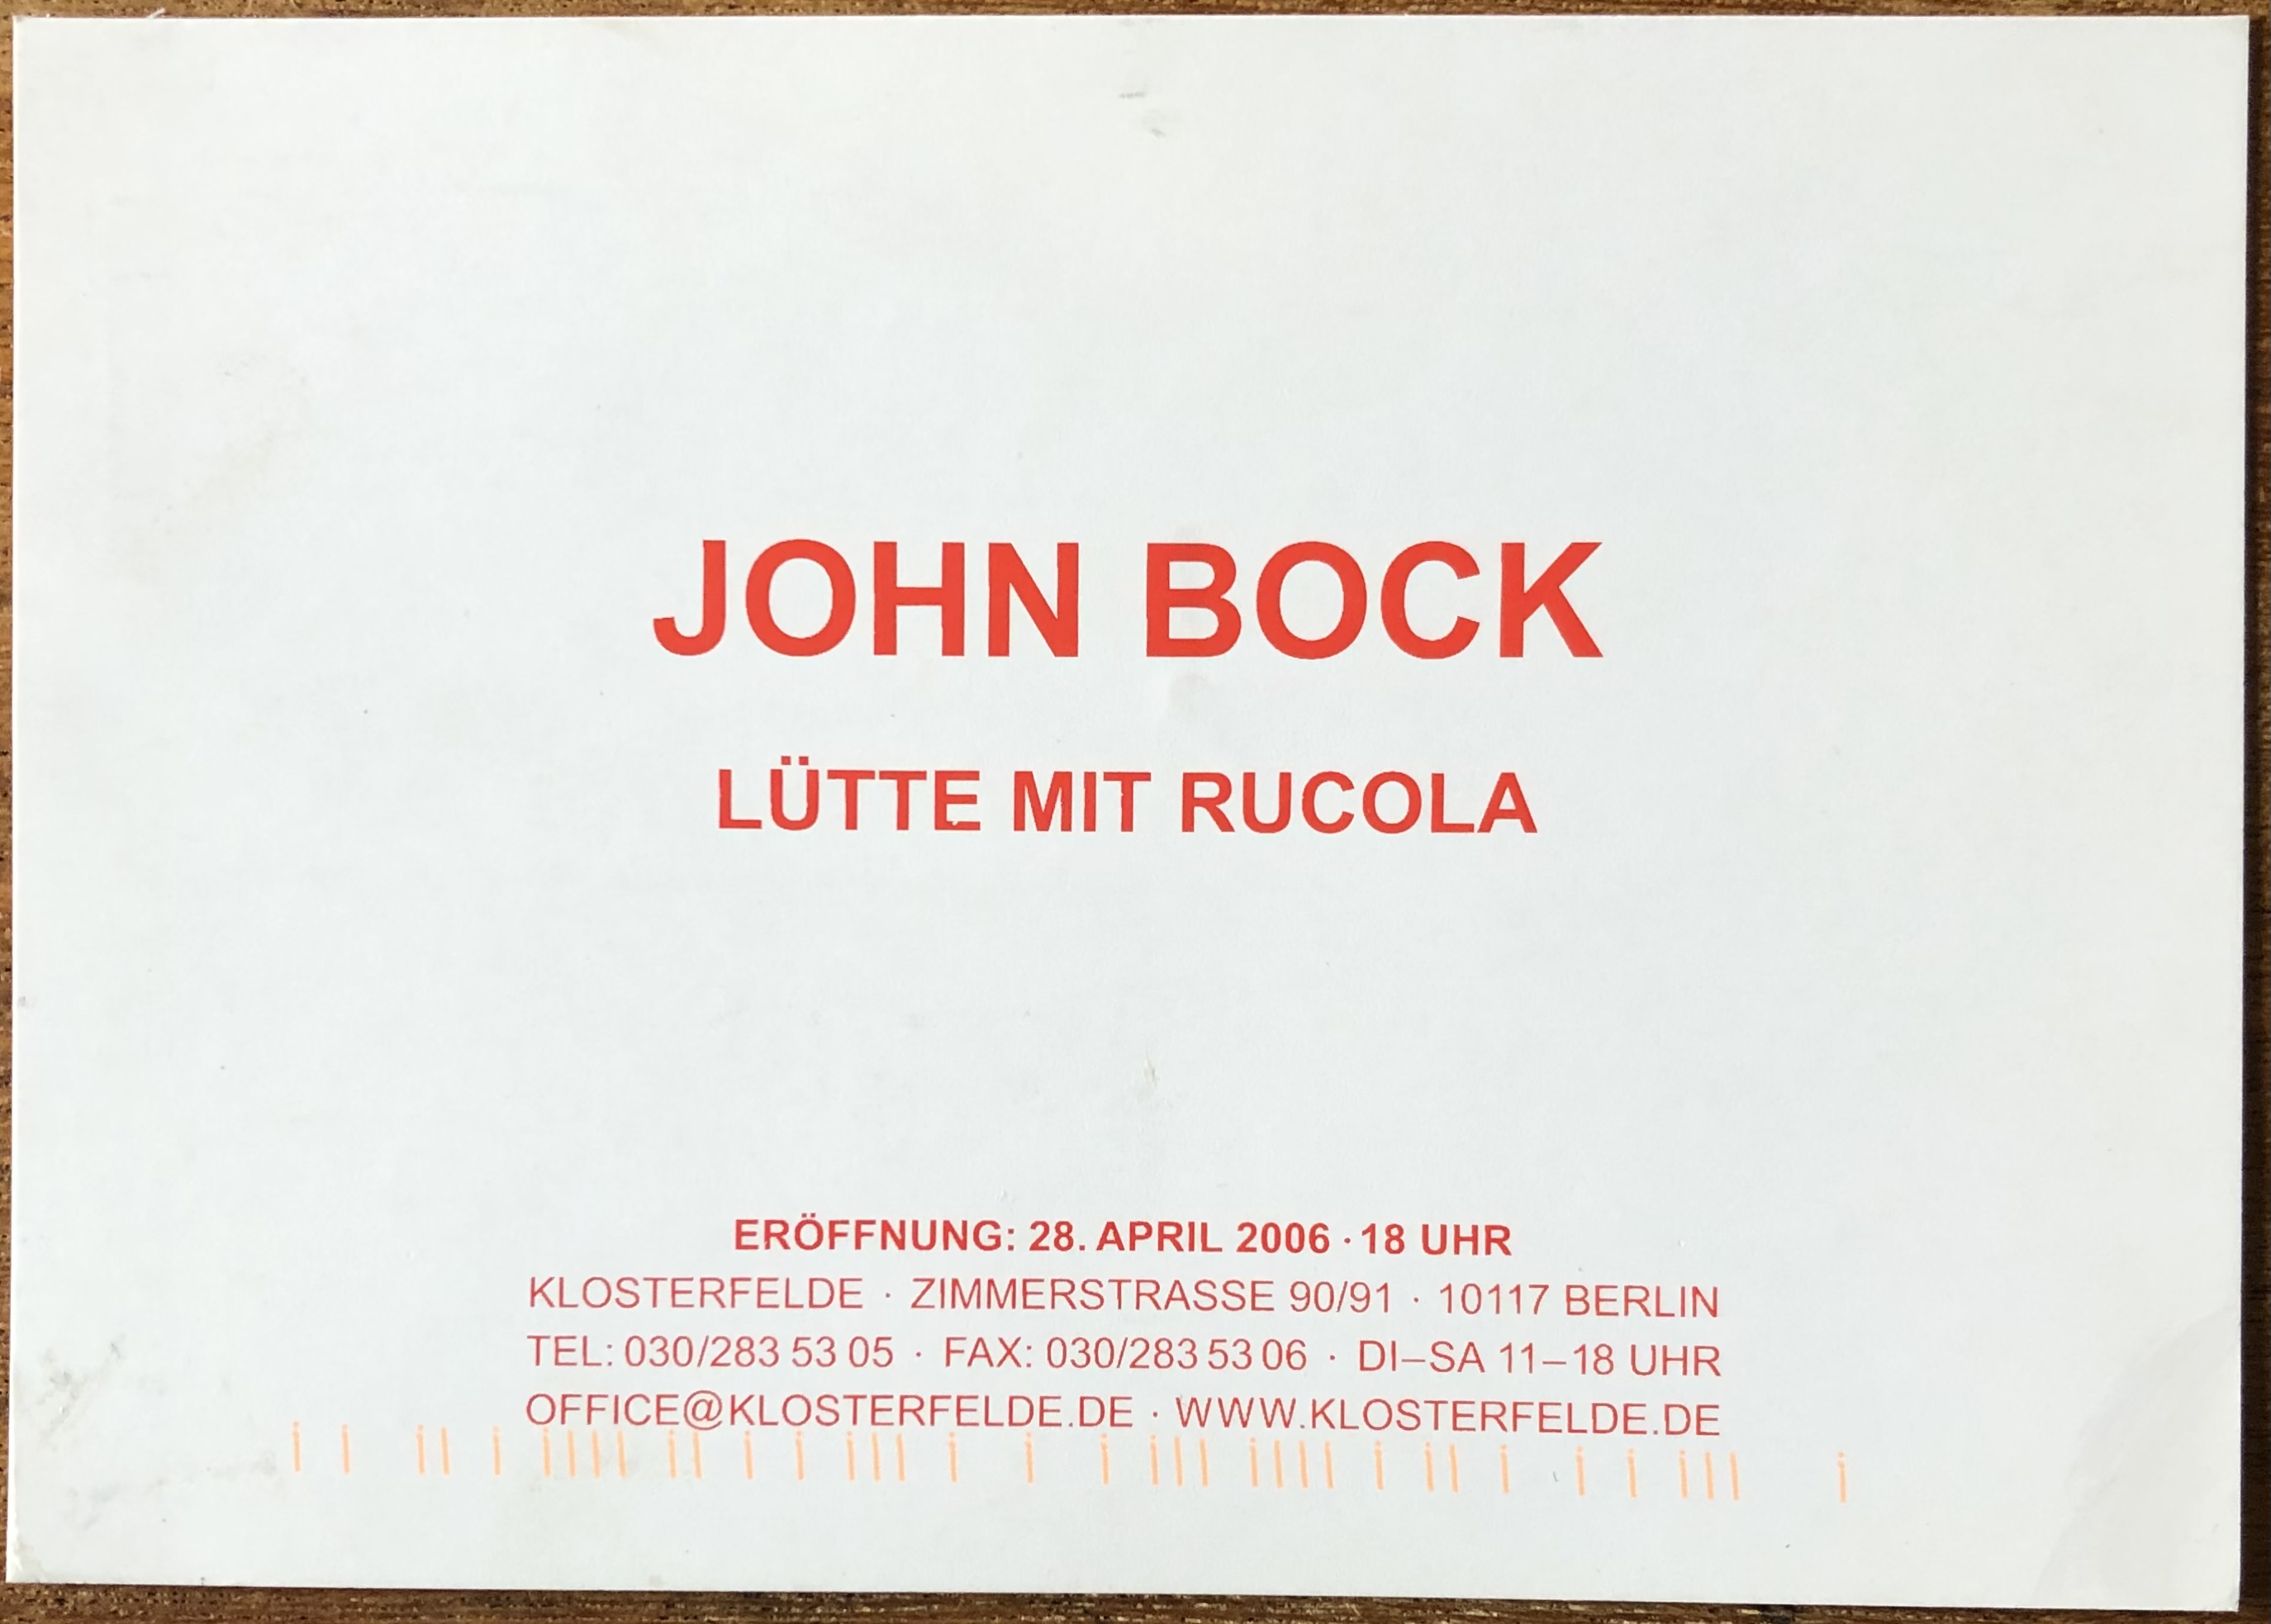 JOHN BOCK
LÜTTE MIT RUCOLA
ERÖFFNUNG: 28. APRIL 2006 · 18 UHR
KLOSTERFELDE · ZIMMERSTRASSE 90/91 · 10117 BERLIN
TEL: 030/283 53 05 · FAX: 030/283 53 06 · DI–SA 11–18 UHR
OFFICE@KLOSTERFELDE.DE · WWW.KLOSTERFELDE.DE